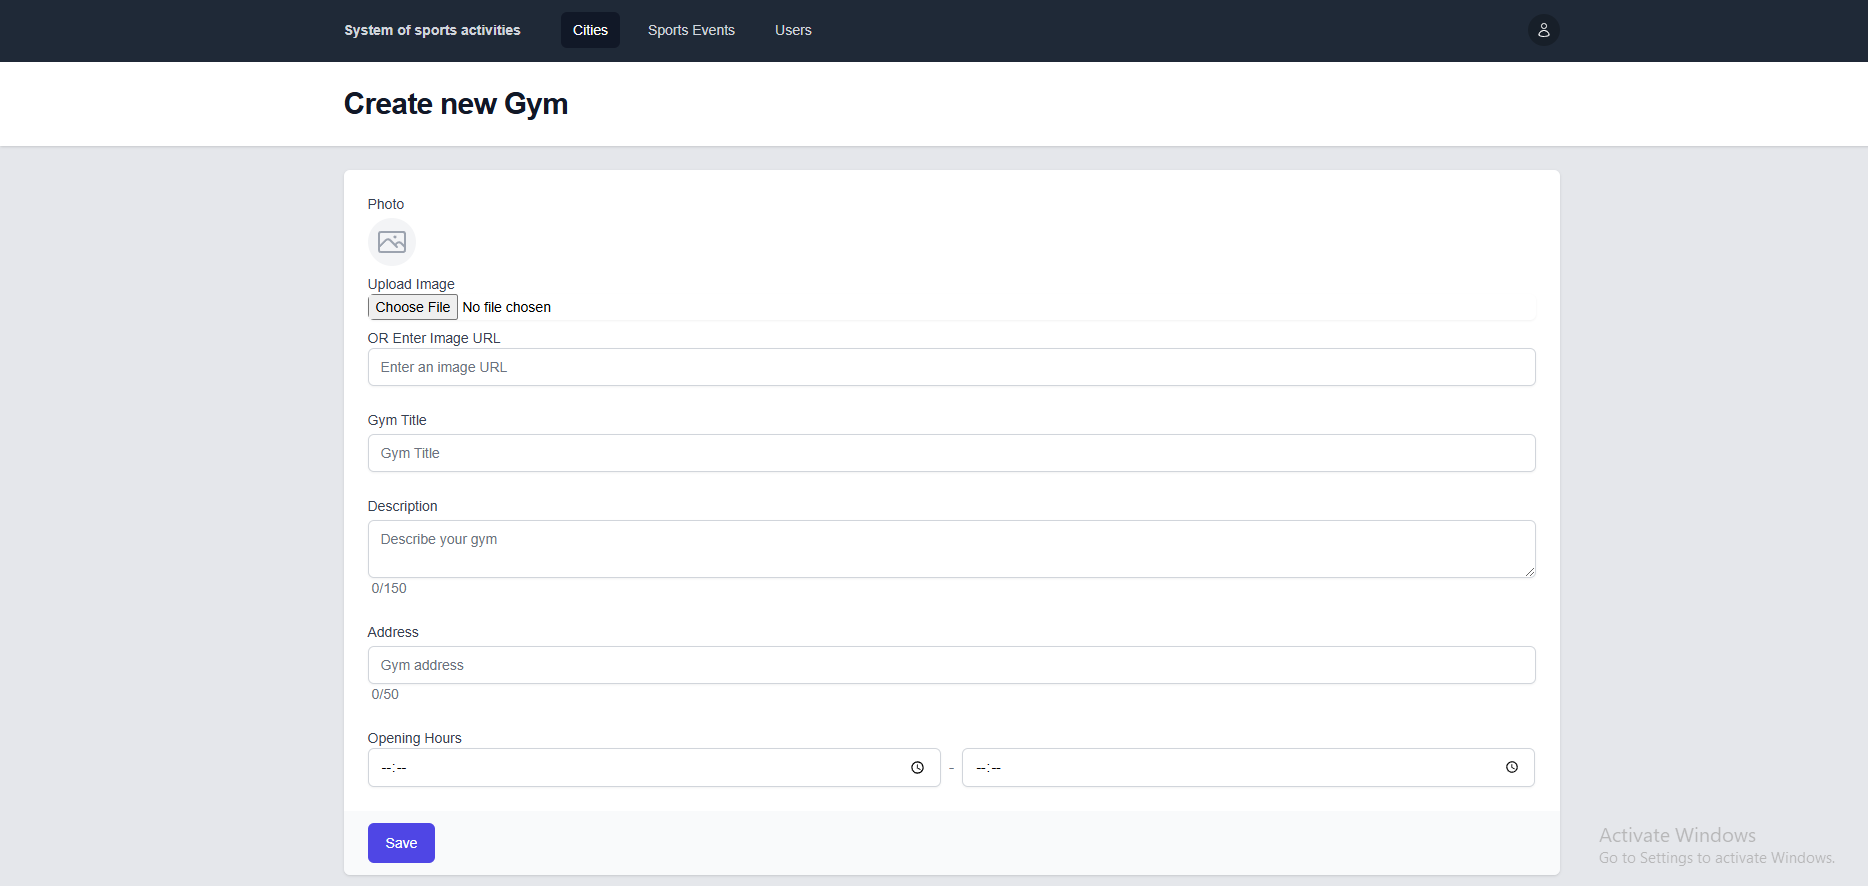 System of sports activities Cities Sports Events Users
Create new Gym
Photo
Upload Image
Choose File No file chosen
OR Enter Image URL
Enter an image URL
Gym Title
Gym Title
Description
Describe your gym
0/150
Address
Gym address
0/50
Opening Hours
--:-- - --:--
Save
Activate Windows
Go to Settings to activate Windows.